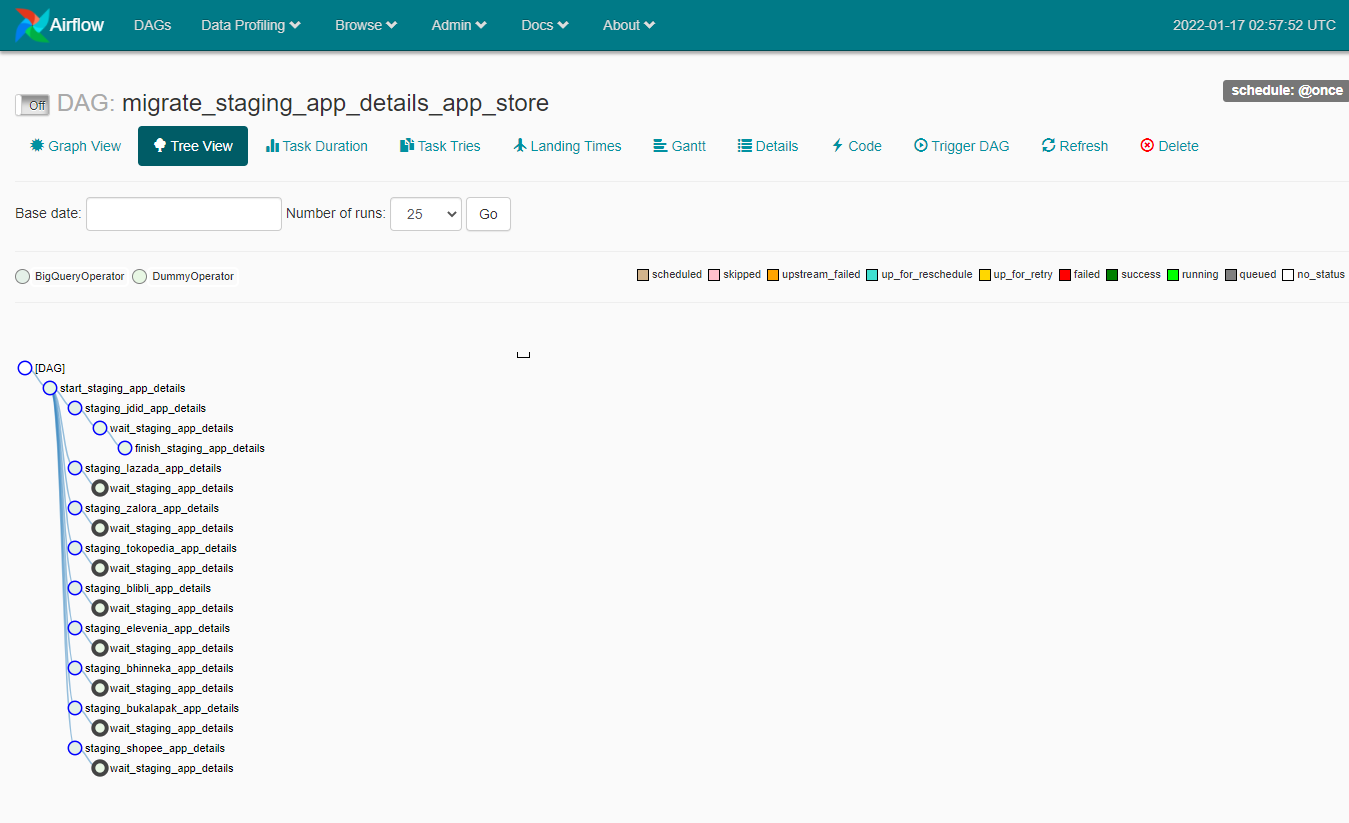 Airflow DAGs Data Profiling Browse Admin Docs About 2022-01-17 02:57:52 UTC
schedule: @once
Off DAG: migrate_staging_app_details_app_store
Graph View Tree View Task Duration Task Tries Landing Times Gantt Details Code Trigger DAG Refresh Delete
Base date: Number of runs: 25 Go
BigQueryOperator DummyOperator scheduled skipped upstream_failed up_for_reschedule up_for_retry failed success running queued no_status
[DAG]
start_staging_app_details
staging_jdid_app_details
wait_staging_app_details
finish_staging_app_details
staging_lazada_app_details
wait_staging_app_details
staging_zalora_app_details
wait_staging_app_details
staging_tokopedia_app_details
wait_staging_app_details
staging_blibli_app_details
wait_staging_app_details
staging_elevenia_app_details
wait_staging_app_details
staging_bhinneka_app_details
wait_staging_app_details
staging_bukalapak_app_details
wait_staging_app_details
staging_shopee_app_details
wait_staging_app_details